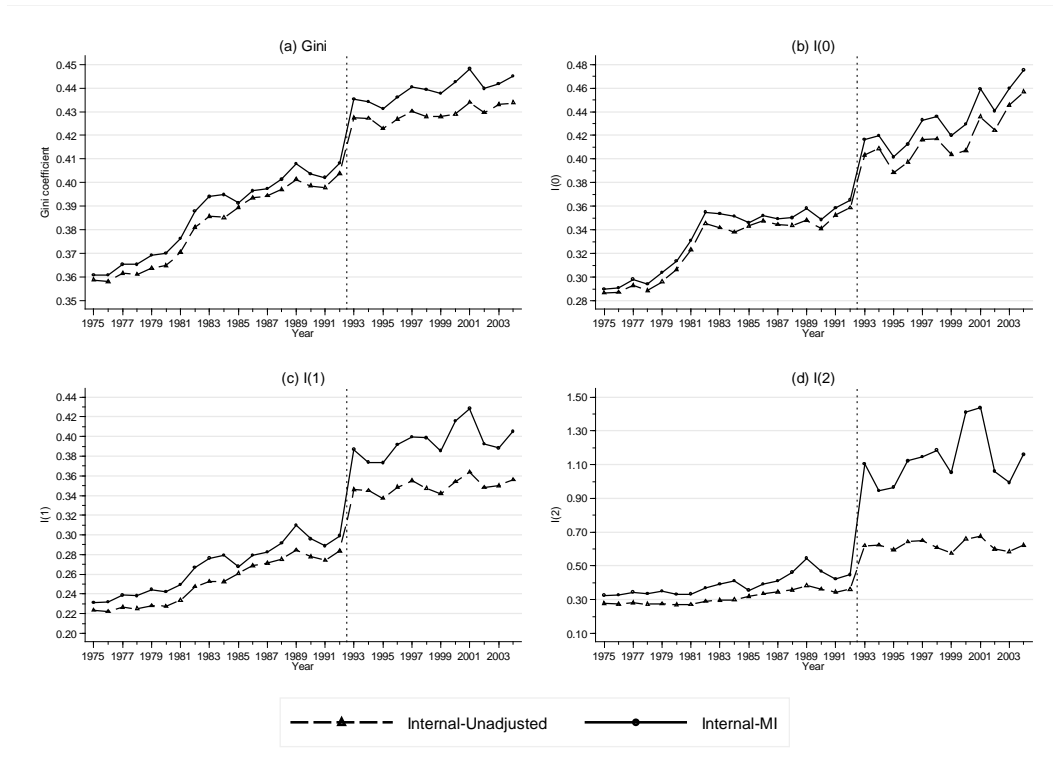 (a) Gini
Gini coefficient
0.45
0.44
0.43
0.42
0.41
0.40
0.39
0.38
0.37
0.36
0.35
1975 1977 1979 1981 1983 1985 1987 1989 1991 1993 1995 1997 1999 2001 2003
Year
(b) I(0)
I(0)
0.48
0.46
0.44
0.42
0.40
0.38
0.36
0.34
0.32
0.30
0.28
1975 1977 1979 1981 1983 1985 1987 1989 1991 1993 1995 1997 1999 2001 2003
Year
(c) I(1)
I(1)
0.44
0.42
0.40
0.38
0.36
0.34
0.32
0.30
0.28
0.26
0.24
0.22
0.20
1975 1977 1979 1981 1983 1985 1987 1989 1991 1993 1995 1997 1999 2001 2003
Year
(d) I(2)
I(2)
1.50
1.30
1.10
0.90
0.70
0.50
0.30
0.10
1975 1977 1979 1981 1983 1985 1987 1989 1991 1993 1995 1997 1999 2001 2003
Year
Internal-Unadjusted Internal-MI